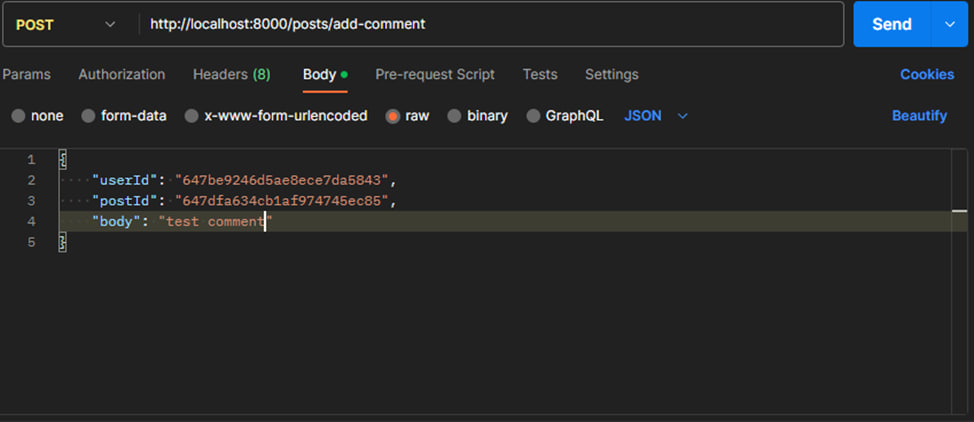 POST http://localhost:8000/posts/add-comment Send
Params Authorization Headers (8) Body Pre-request Script Tests Settings Cookies
none form-data x-www-form-urlencoded raw binary GraphQL JSON Beautify
1 {
2 "userId": "647be9246d5ae8ece7da5843",
3 "postId": "647dfa634cb1af974745ec85",
4 "body": "test comment"
5 }